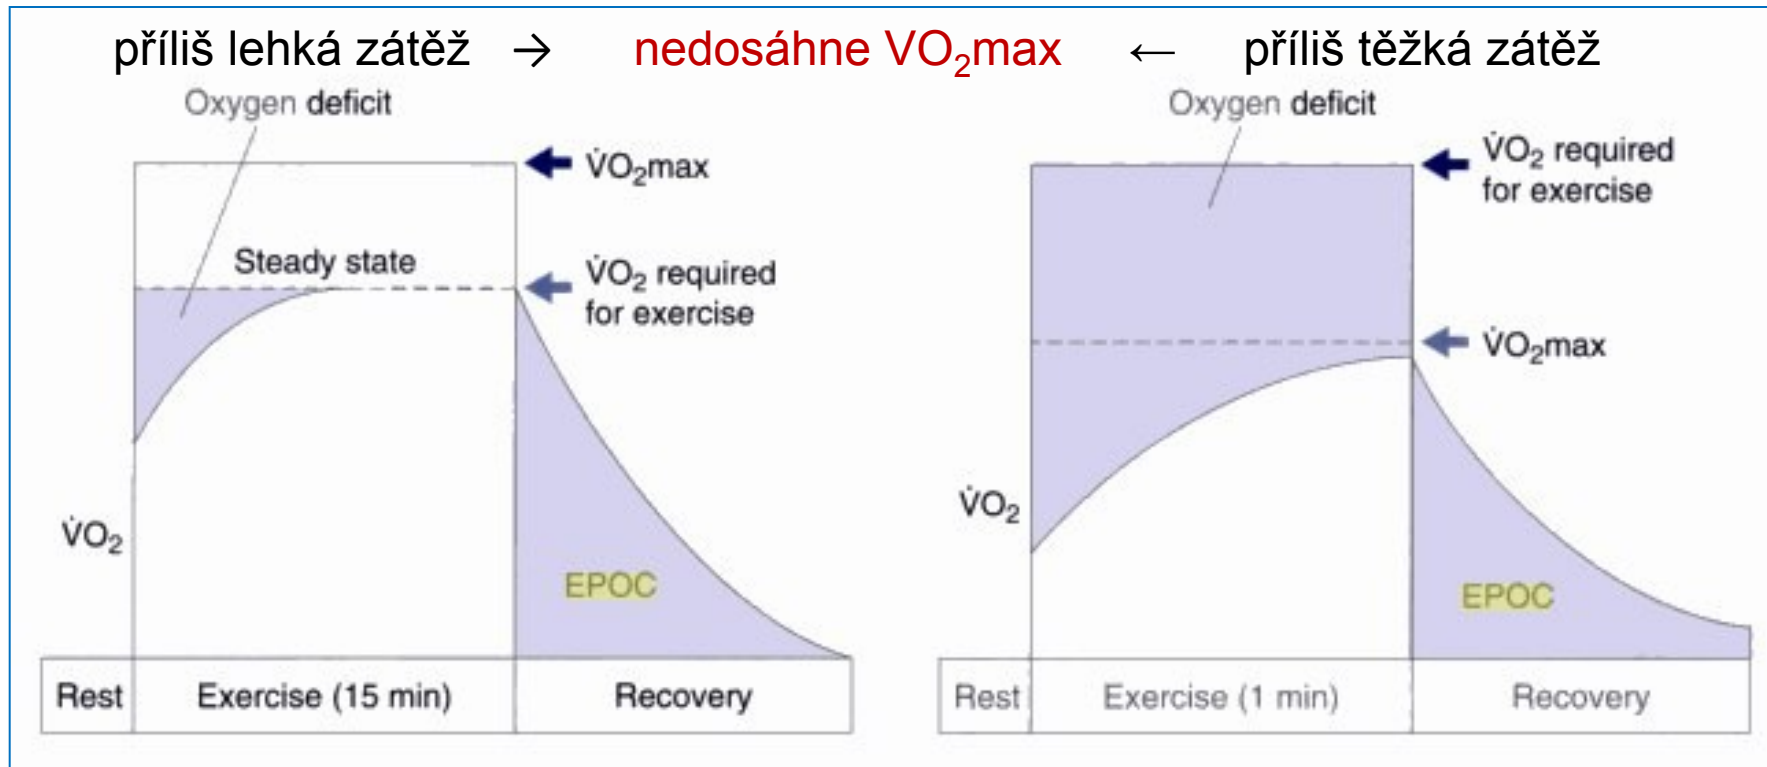 příliš lehká zátěž → nedosáhne VO₂max ← příliš těžká zátěž
Oxygen deficit
V̇O₂max
Steady state
V̇O₂ required
for exercise
V̇O₂
EPOC
Rest Exercise (15 min) Recovery
Oxygen deficit
V̇O₂ required
for exercise
V̇O₂max
V̇O₂
EPOC
Rest Exercise (1 min) Recovery